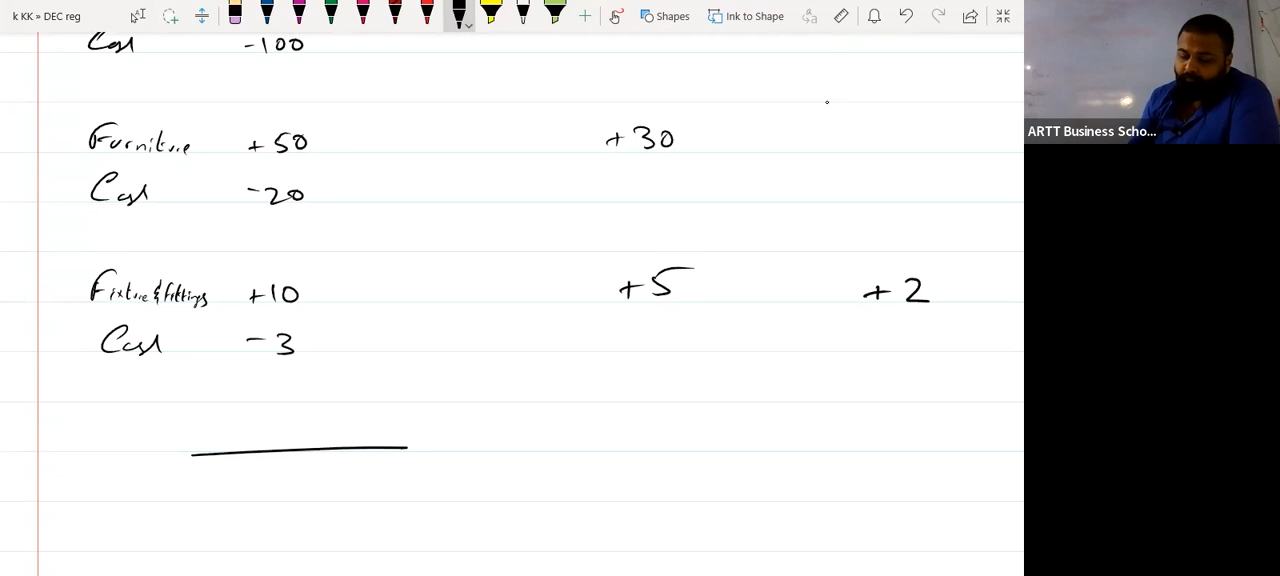 k KK » DEC reg
Shapes
Ink to Shape
Cash -100
Furniture +50 +30
Cash -20
Fixture & fittings +10 +5 +2
Cash -3
ARTT Business Scho...